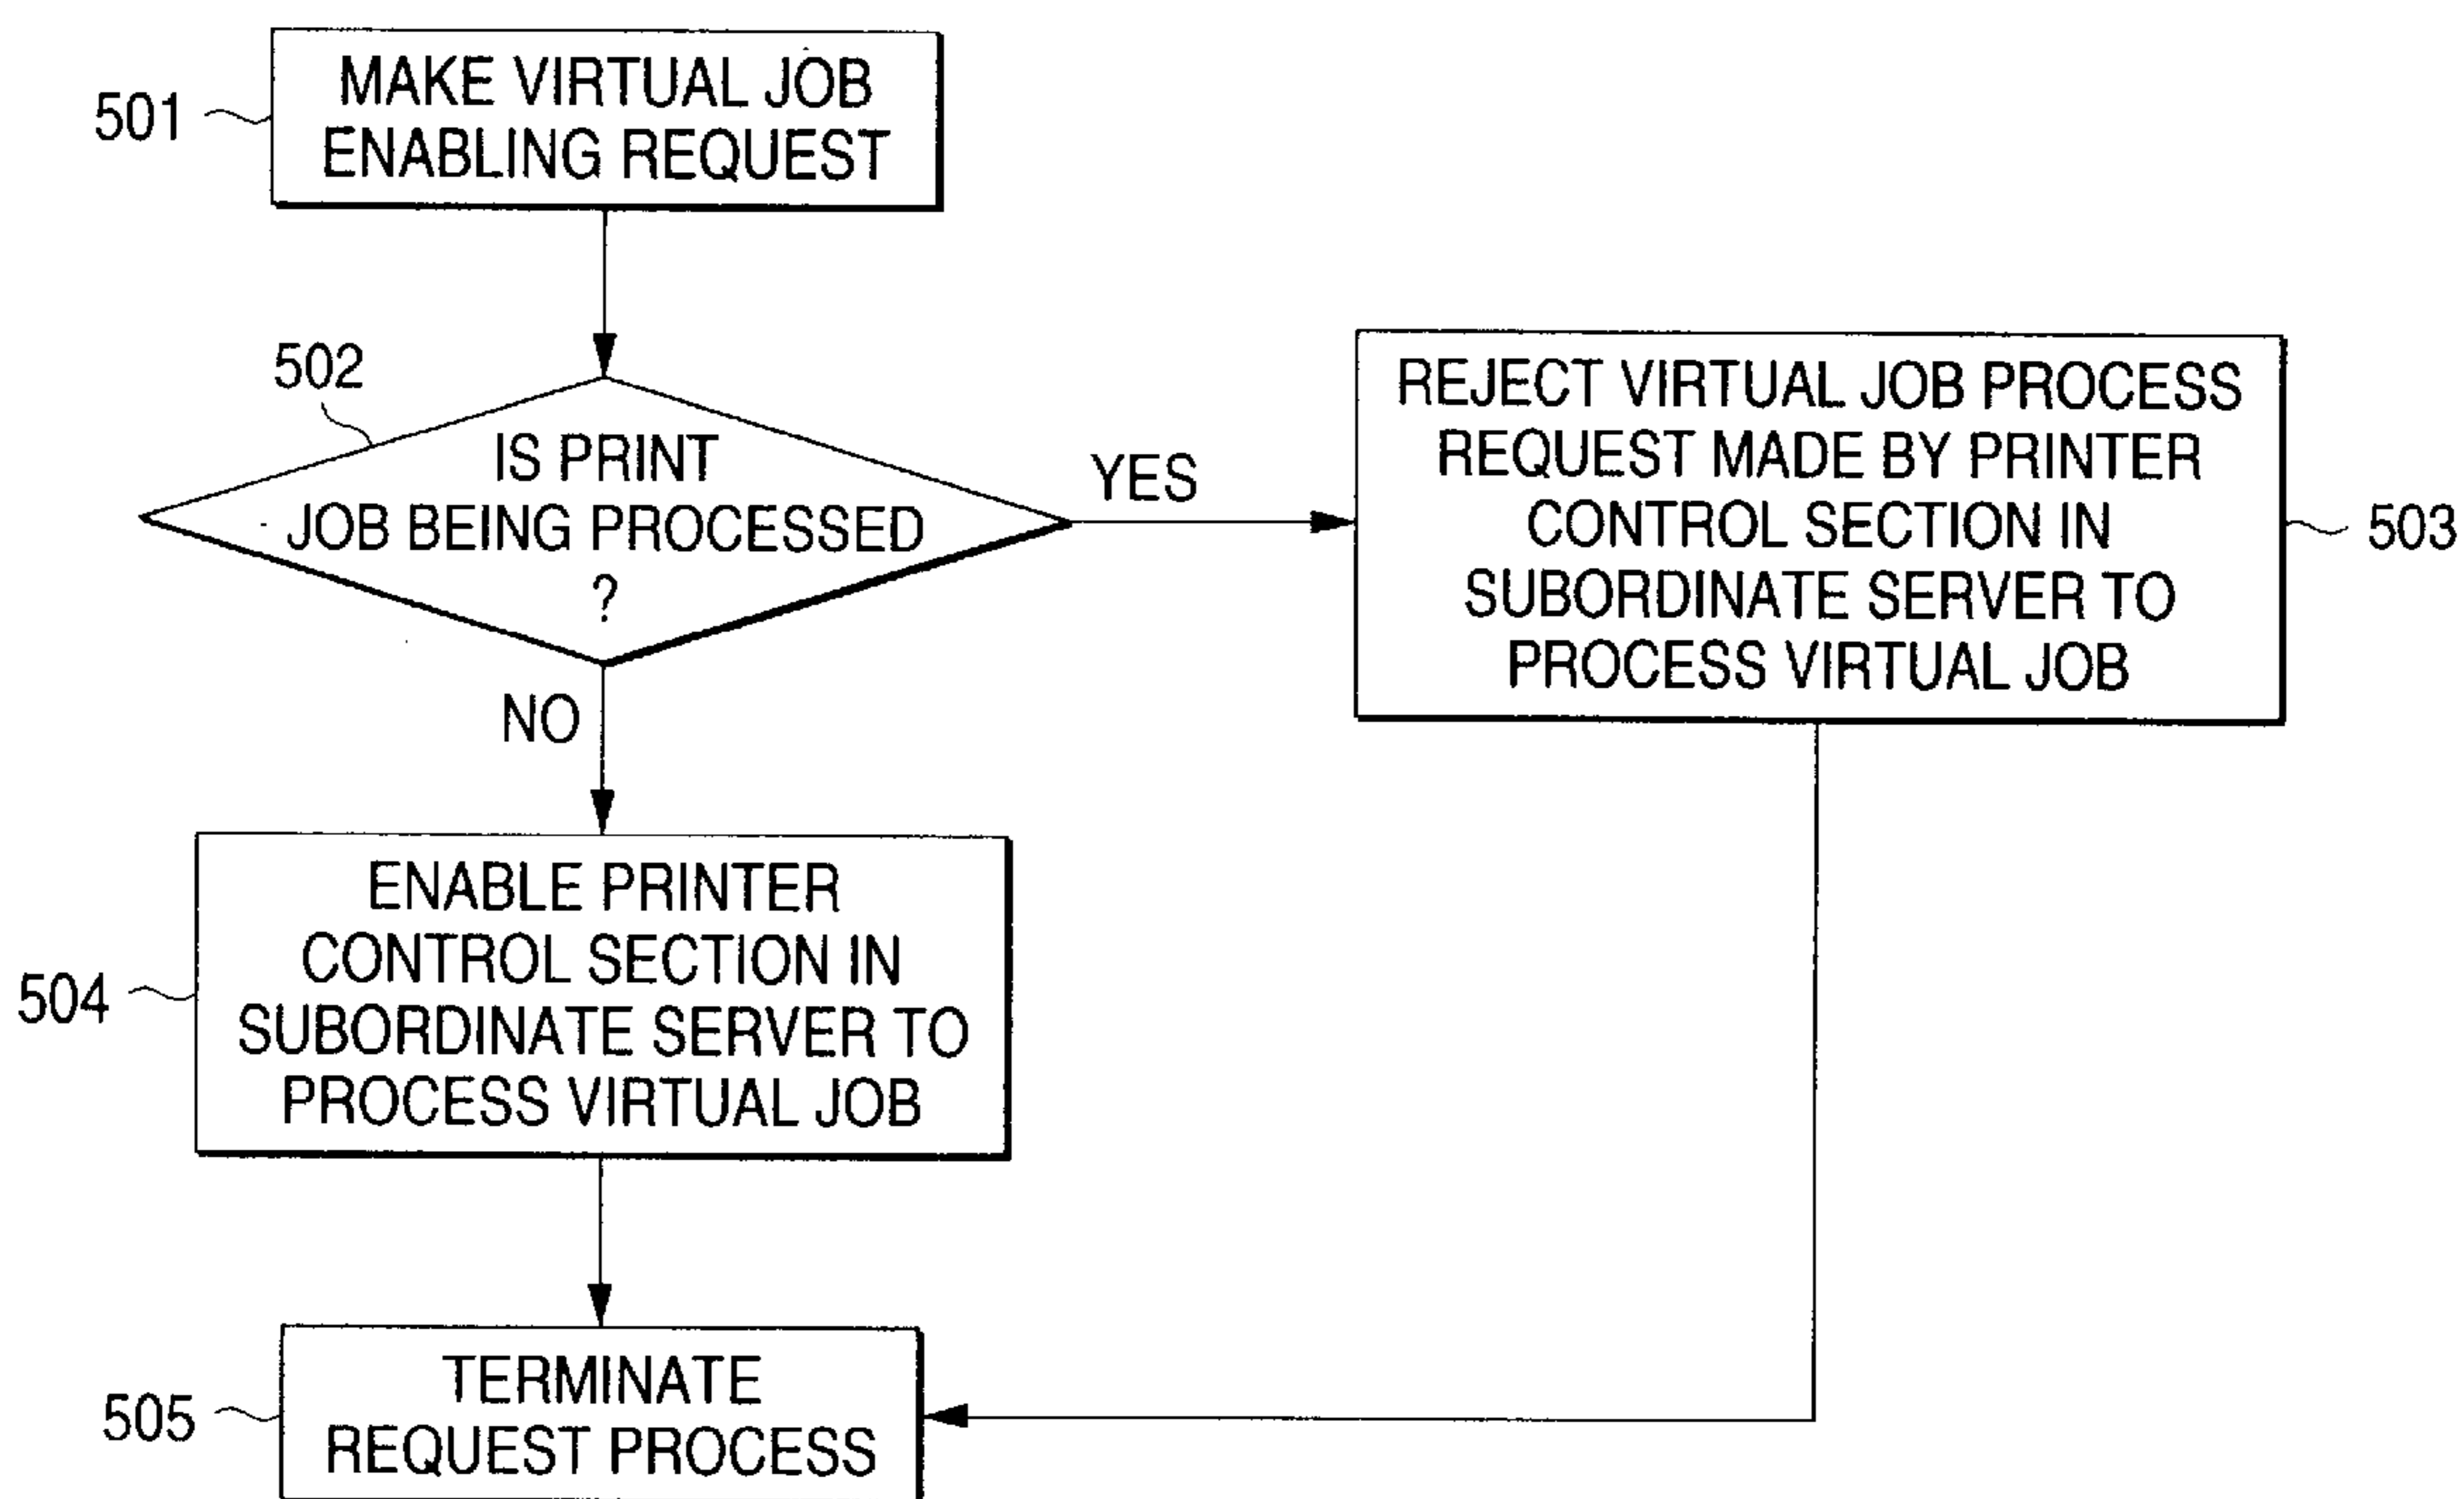 501
MAKE VIRTUAL JOB
ENABLING REQUEST
502
IS PRINT
JOB BEING PROCESSED
?
YES
REJECT VIRTUAL JOB PROCESS
REQUEST MADE BY PRINTER
CONTROL SECTION IN
SUBORDINATE SERVER TO
PROCESS VIRTUAL JOB
503
NO
504
ENABLE PRINTER
CONTROL SECTION IN
SUBORDINATE SERVER TO
PROCESS VIRTUAL JOB
505
TERMINATE
REQUEST PROCESS